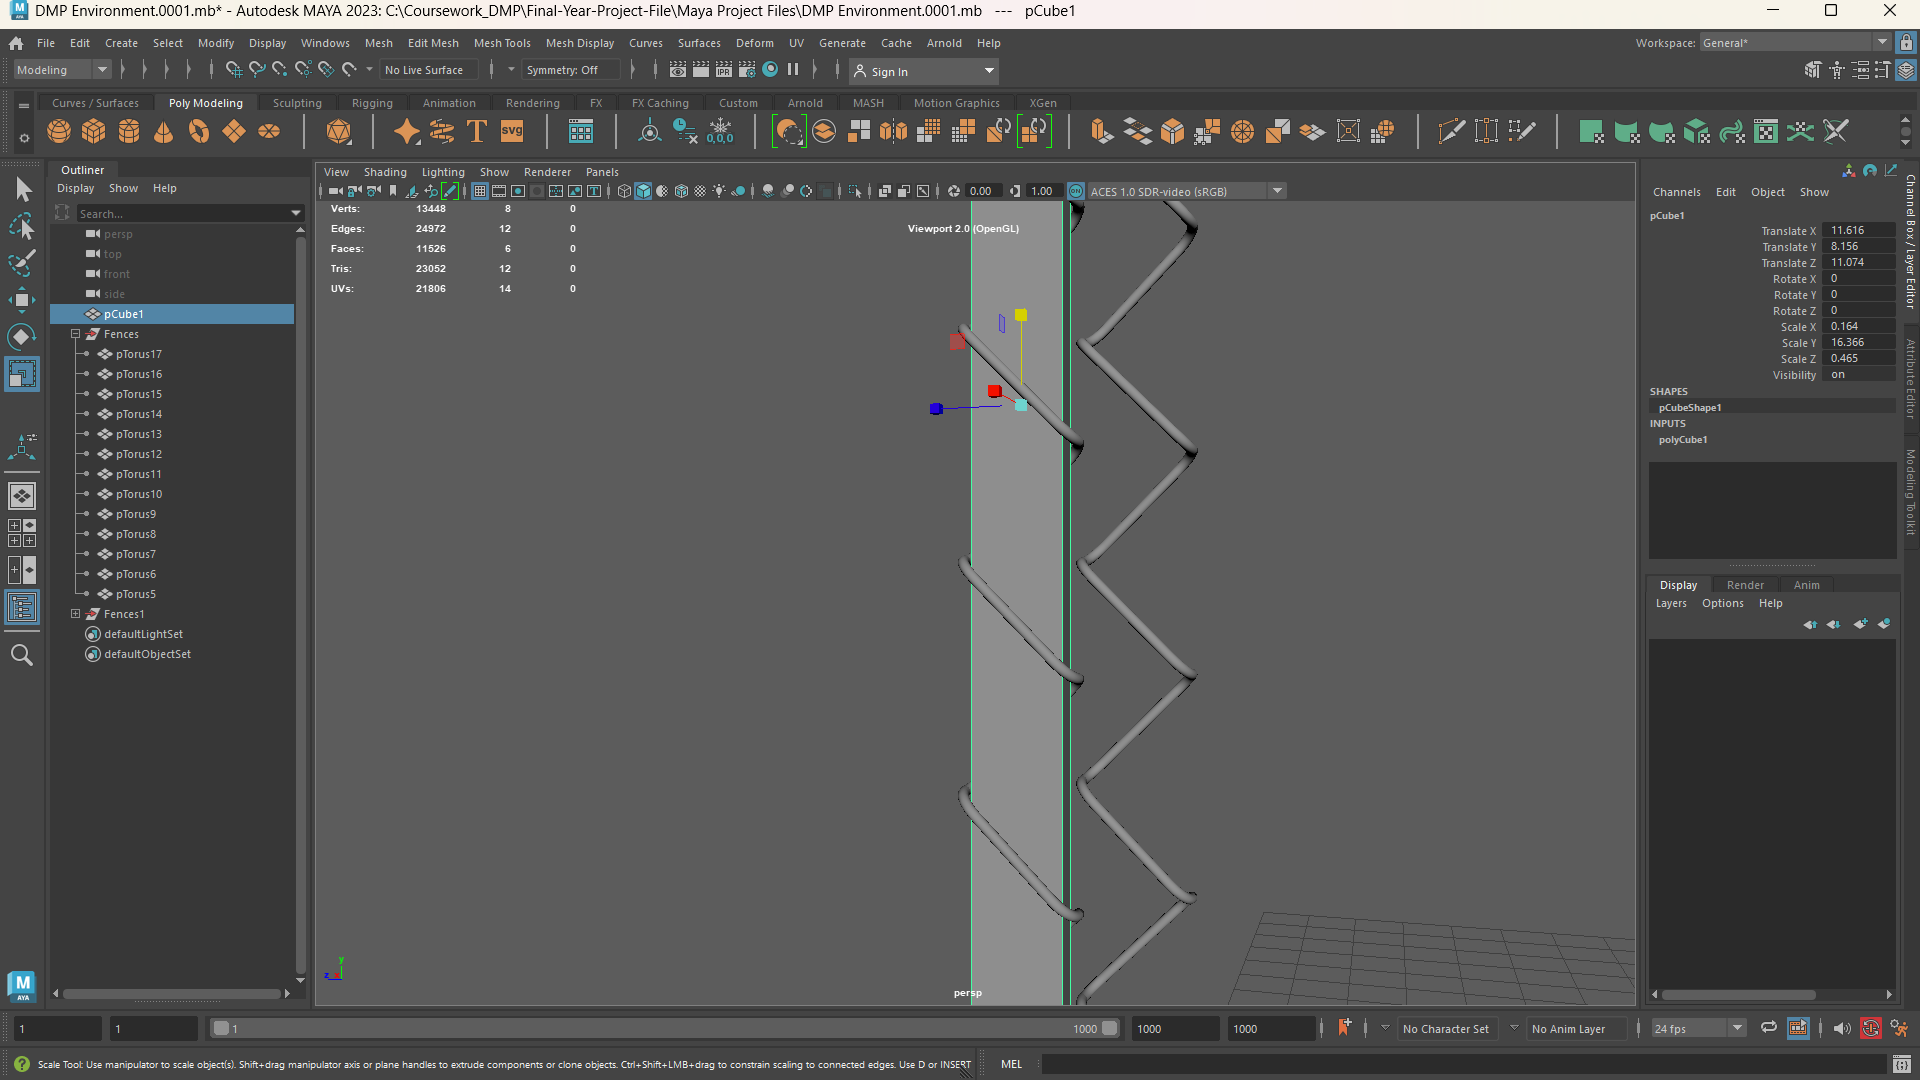 DMP Environment.0001.mb* - Autodesk MAYA 2023: C:\Coursework_DMP\Final-Year-Project-File\Maya Project Files\DMP Environment.0001.mb --- pCube1
File Edit Create Select Modify Display Windows Mesh Edit Mesh Mesh Tools Mesh Display Curves Surfaces Deform UV Generate Cache Arnold Help
Workspace: General*
Modeling
No Live Surface
Symmetry: Off
IPR
Sign In
Curves / Surfaces Poly Modeling Sculpting Rigging Animation Rendering FX FX Caching Custom Arnold MASH Motion Graphics XGen
T
SVG
0,0,0
Outliner
Display Show Help
Search...
persp
top
front
side
pCube1
Fences
pTorus17
pTorus16
pTorus15
pTorus14
pTorus13
pTorus12
pTorus11
pTorus10
pTorus9
pTorus8
pTorus7
pTorus6
pTorus5
Fences1
defaultLightSet
defaultObjectSet
M
AYA
View Shading Lighting Show Renderer Panels
0.00
1.00
ON
ACES 1.0 SDR-video (sRGB)
Verts: 13448 8 0
Edges: 24972 12 0
Faces: 11526 6 0
Tris: 23052 12 0
UVs: 21806 14 0
Viewport 2.0 (OpenGL)
y
z
persp
Channels Edit Object Show
pCube1
Translate X 11.616
Translate Y 8.156
Translate Z 11.074
Rotate X 0
Rotate Y 0
Rotate Z 0
Scale X 0.164
Scale Y 16.366
Scale Z 0.465
Visibility on
SHAPES
pCubeShape1
INPUTS
polyCube1
Channel Box / Layer Editor
Attribute Editor
Modeling Toolkit
Display Render Anim
Layers Options Help
1
1
1
1000
1000
1000
No Character Set
No Anim Layer
24 fps
Scale Tool: Use manipulator to scale object(s). Shift+drag manipulator axis or plane handles to extrude components or clone objects. Ctrl+Shift+LMB+drag to constrain scaling to connected edges. Use D or INSERT
MEL